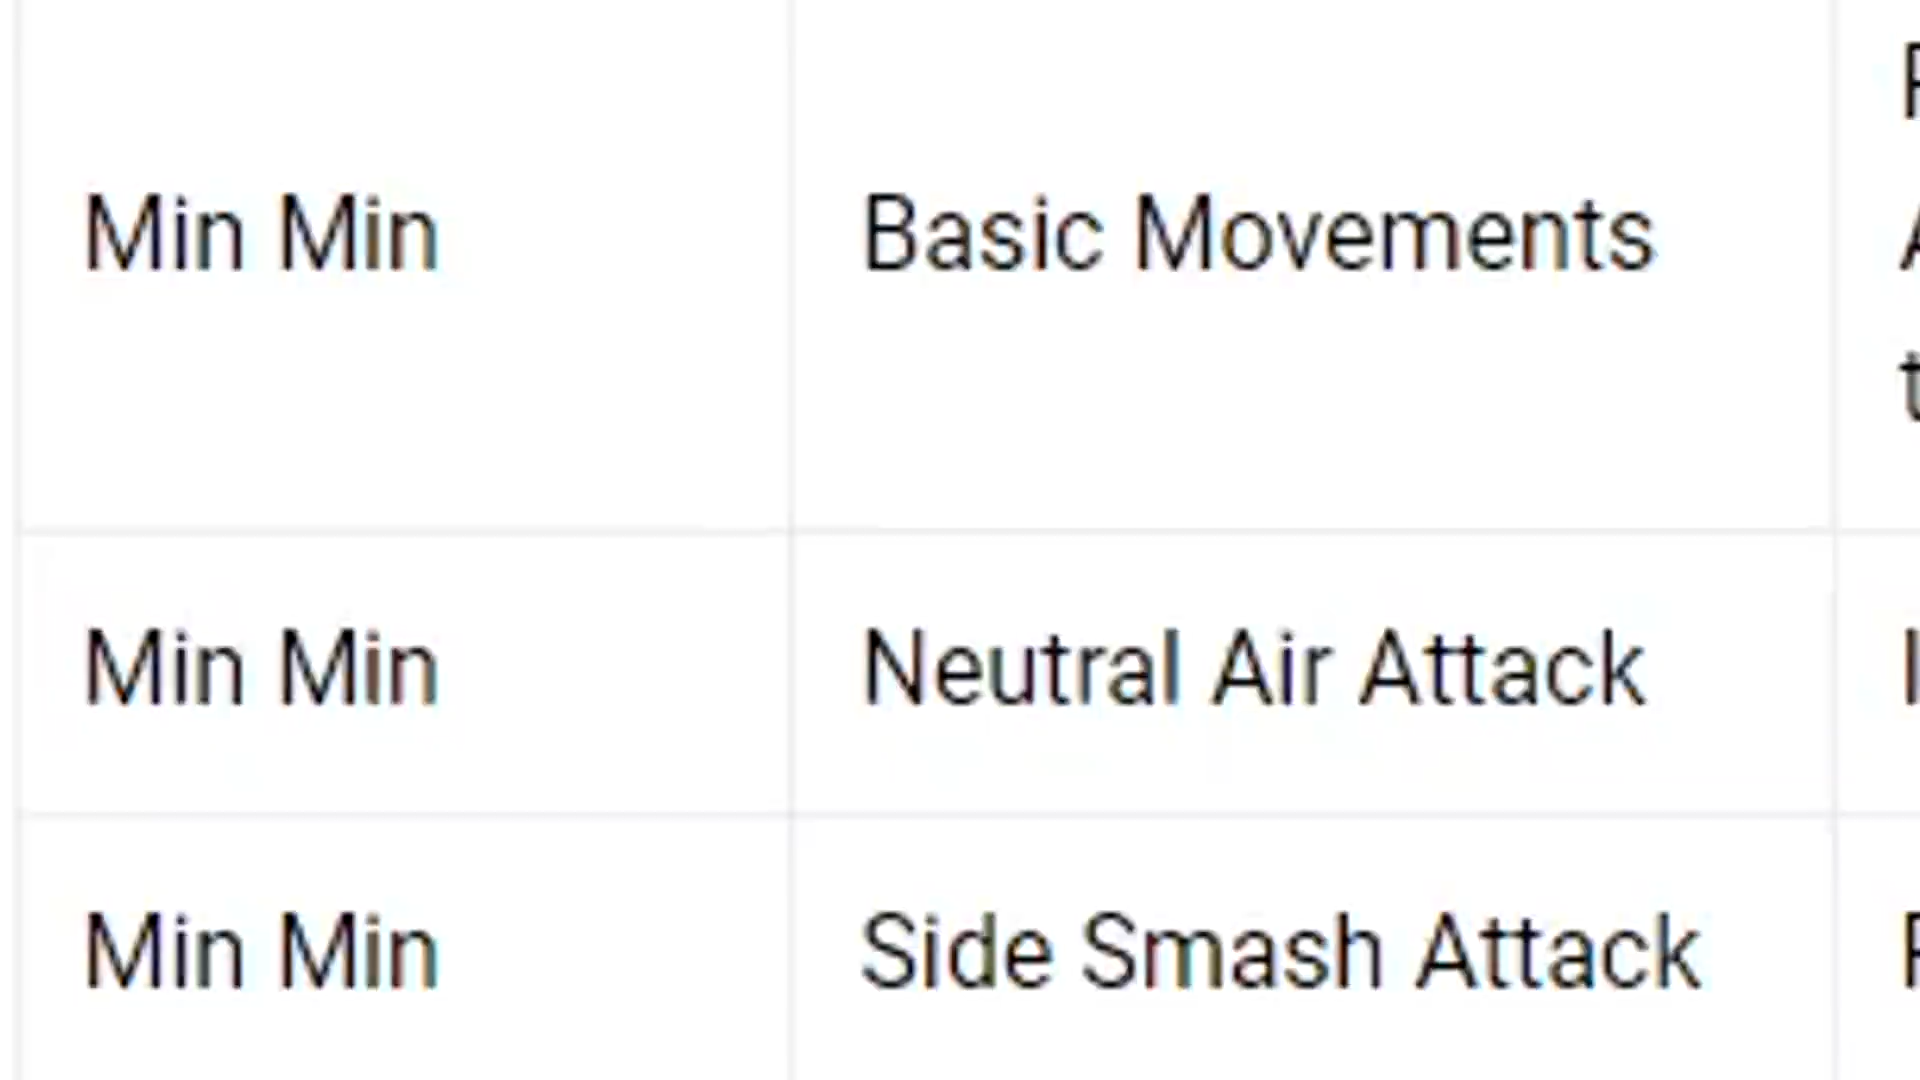 Min Min Basic Movements
Min Min Neutral Air Attack
Min Min Side Smash Attack